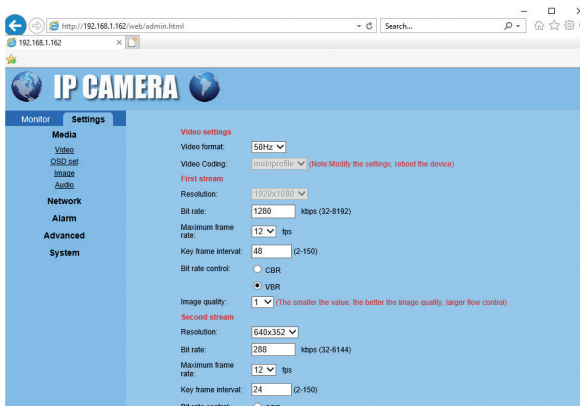 http://192.168.1.162/web/admin.html
Search...
192.168.1.162
IP CAMERA
Monitor Settings
Media
Video
OSD set
Image
Audio
Network
Alarm
Advanced
System
Video settings
Video format: 50Hz
Video Coding: mainprofile (Note:Modify the settings, reboot the device)
First stream
Resolution: 1920x1080
Bit rate: 1280 kbps (32-8192)
Maximum frame
rate: 12 fps
Key frame interval: 48 (2-150)
Bit rate control: CBR
VBR
Image quality: 1 (The smaller the value, the better the image quality, larger flow control)
Second stream
Resolution: 640x352
Bit rate: 288 kbps (32-6144)
Maximum frame
rate: 12 fps
Key frame interval: 24 (2-150)
Bit rate control: CBR